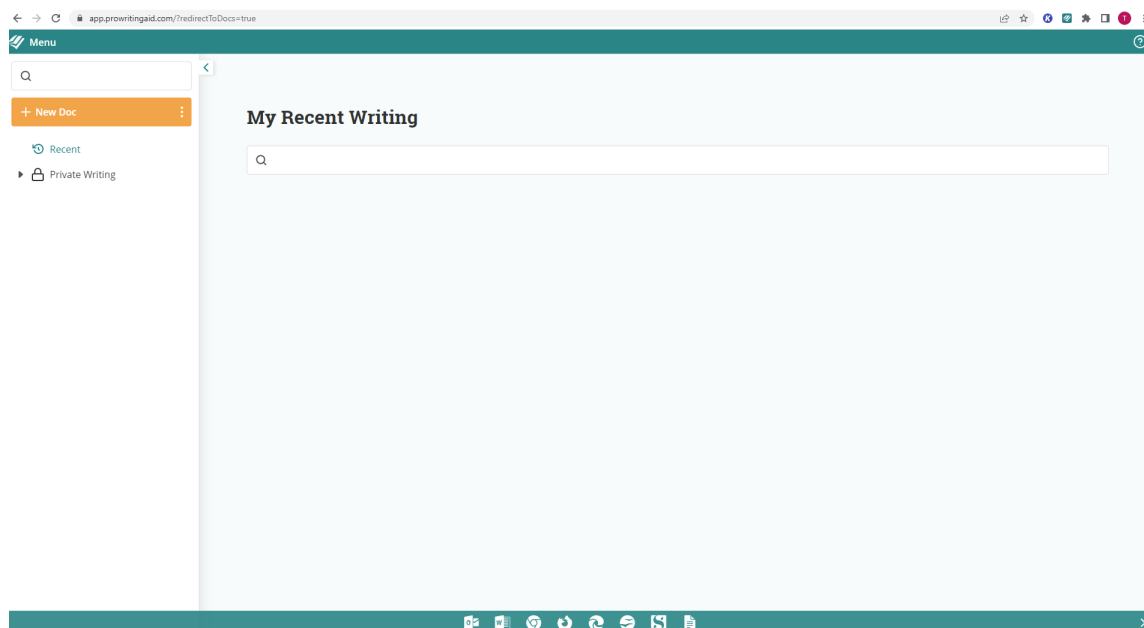 app.prowritingaid.com/?redirectToDocs=true
Menu
+ New Doc
My Recent Writing
Recent
Private Writing